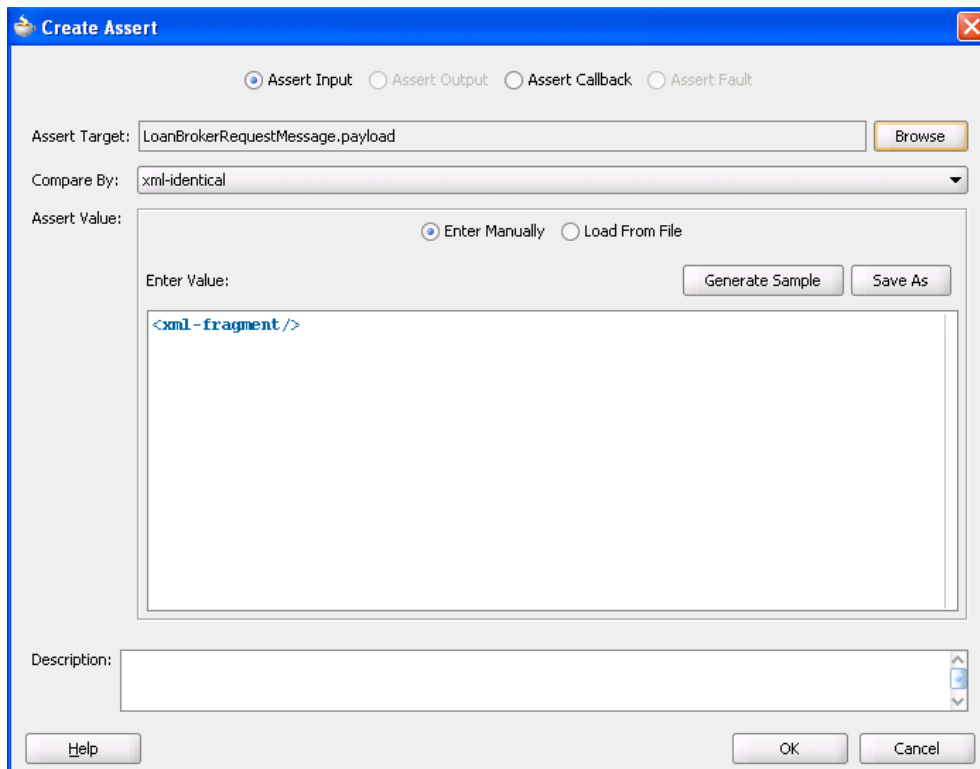 Create Assert
Assert Input Assert Output Assert Callback Assert Fault
Assert Target: LoanBrokerRequestMessage.payload Browse
Compare By: xml-identical
Assert Value:
Enter Manually Load From File
Enter Value: Generate Sample Save As
<xml-fragment/>
Description:
Help OK Cancel